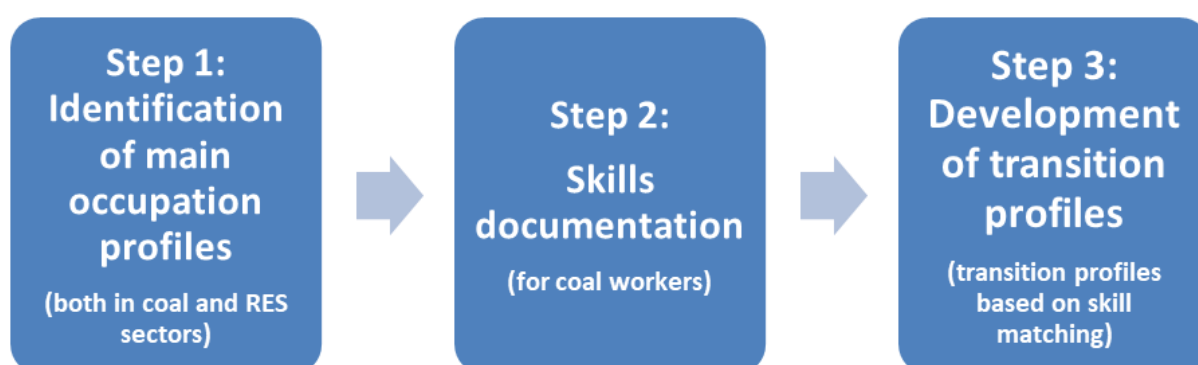 Step 1:
Identification
of main
occupation
profiles
(both in coal and RES
sectors)
Step 2:
Skills
documentation
(for coal workers)
Step 3:
Development
of transition
profiles
(transition profiles
based on skill
matching)